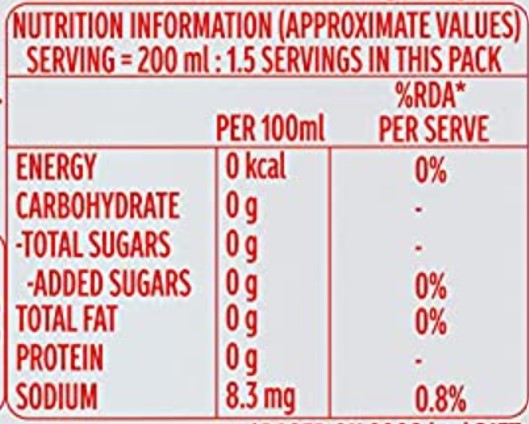 NUTRITION INFORMATION (APPROXIMATE VALUES)
SERVING = 200 ml : 1.5 SERVINGS IN THIS PACK
PER 100ml %RDA* PER SERVE
ENERGY 0 kcal 0%
CARBOHYDRATE 0 g -
-TOTAL SUGARS 0 g -
-ADDED SUGARS 0 g 0%
TOTAL FAT 0 g 0%
PROTEIN 0 g -
SODIUM 8.3 mg 0.8%